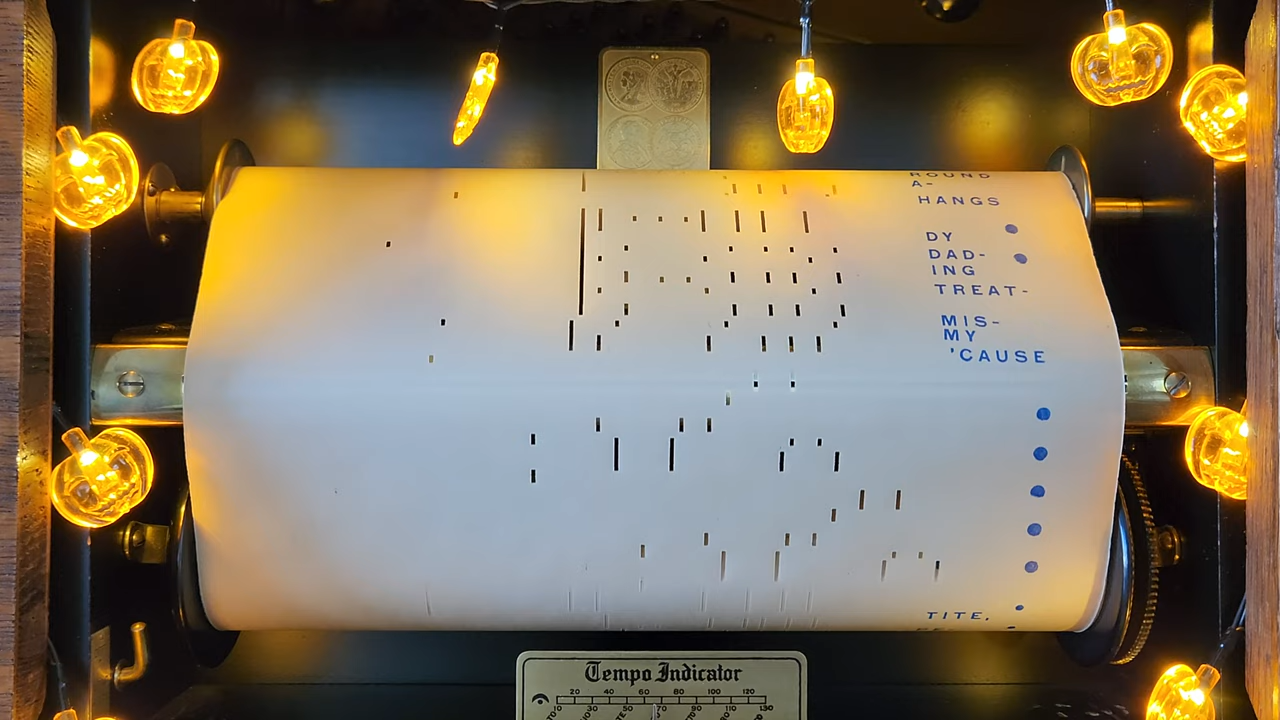 ROUND
A-
HANGS
DY
DAD-
ING
TREAT-
MIS-
MY
'CAUSE
TITE,
Tempo Indicator
20 40 60 80 100 120
10 30 50 70 90 110 130